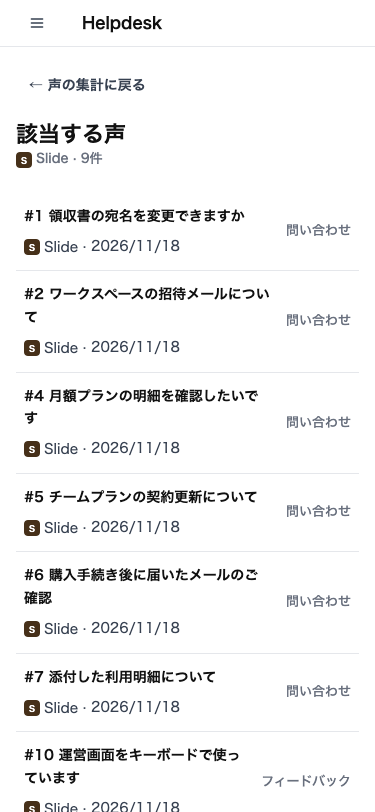 Helpdesk
← 声の集計に戻る
該当する声
S Slide · 9件
#1 領収書の宛名を変更できますか
問い合わせ
S Slide · 2026/11/18
#2 ワークスペースの招待メールについ
て
問い合わせ
S Slide · 2026/11/18
#4 月額プランの明細を確認したいで
す
問い合わせ
S Slide · 2026/11/18
#5 チームプランの契約更新について
問い合わせ
S Slide · 2026/11/18
#6 購入手続き後に届いたメールのご
確認
問い合わせ
S Slide · 2026/11/18
#7 添付した利用明細について
問い合わせ
S Slide · 2026/11/18
#10 運営画面をキーボードで使っ
ています
フィードバック
S Slide · 2026/11/18